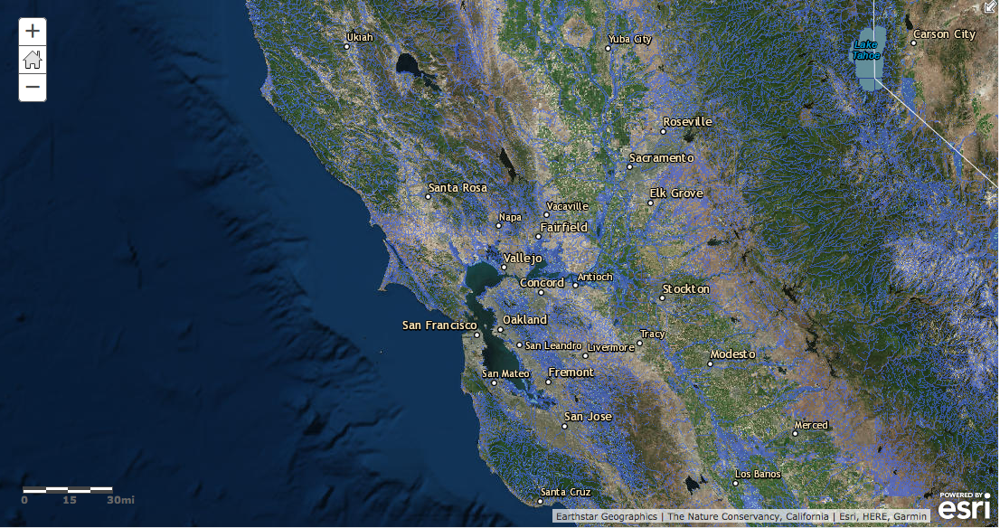 +
−
Ukiah
Yuba City
Carson City
Lake
Tahoe
Roseville
Sacramento
Santa Rosa
Elk Grove
Napa
Vacaville
Fairfield
Vallejo
Antioch
Concord
Stockton
San Francisco
Oakland
Tracy
San Leandro
Livermore
Modesto
San Mateo
Fremont
San Jose
Merced
Los Banos
Santa Cruz
0 15 30mi
POWERED BY
esri
Earthstar Geographics | The Nature Conservancy, California | Esri, HERE, Garmin